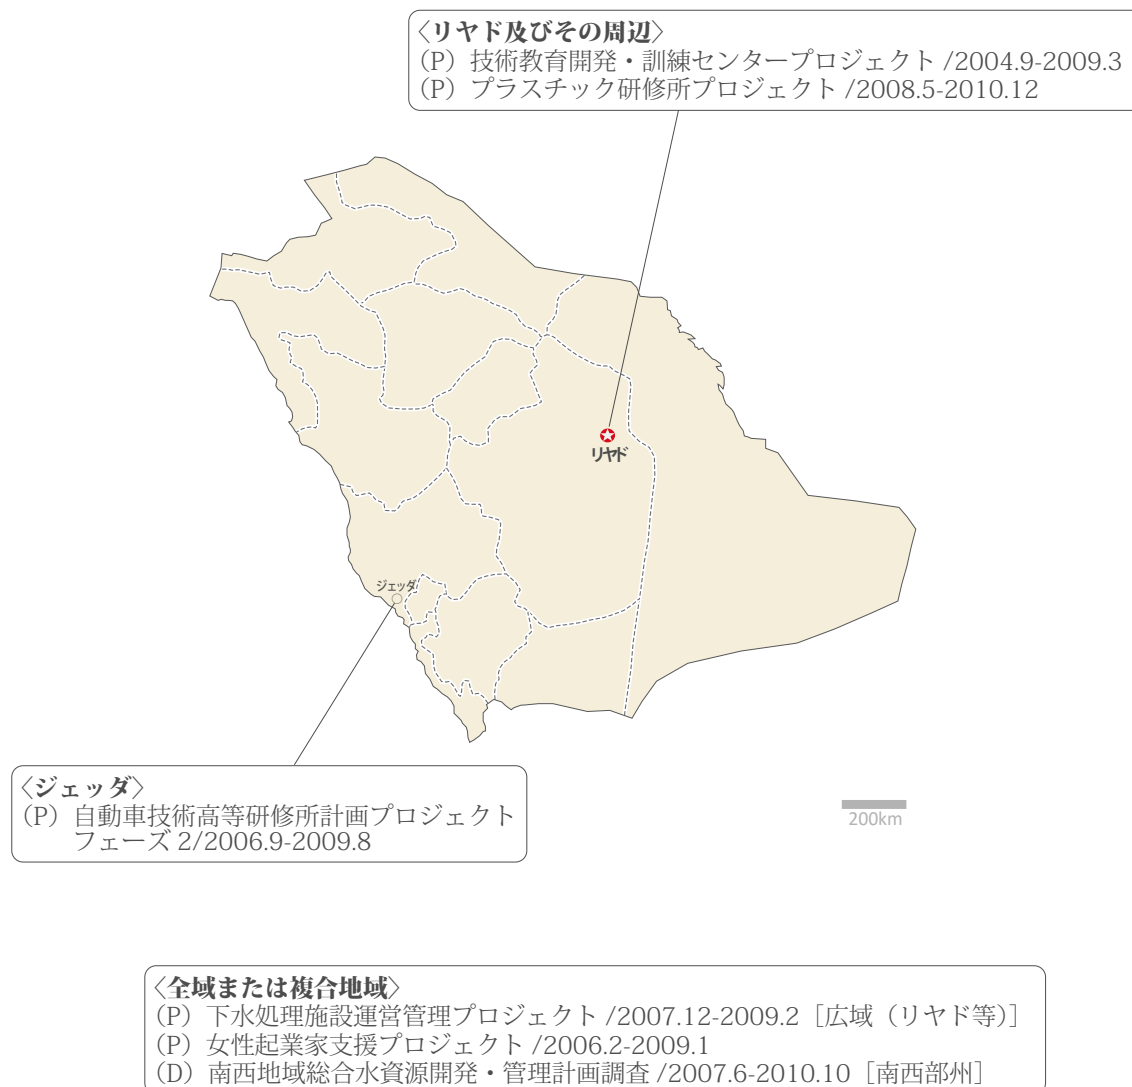 〈リヤド及びその周辺〉
(P) 技術教育開発・訓練センタープロジェクト /2004.9-2009.3
(P) プラスチック研修所プロジェクト /2008.5-2010.12
リヤド
ジェッダ
〈ジェッダ〉
(P) 自動車技術高等研修所計画プロジェクト
フェーズ 2/2006.9-2009.8
200km
〈全域または複合地域〉
(P) 下水処理施設運営管理プロジェクト /2007.12-2009.2［広域（リヤド等）］
(P) 女性起業家支援プロジェクト /2006.2-2009.1
(D) 南西地域総合水資源開発・管理計画調査 /2007.6-2010.10［南西部州］